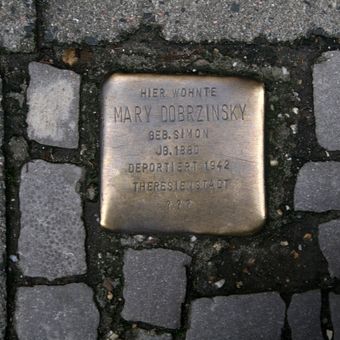 HIER WOHNTE
MARY DOBRZINSKY
GEB. SIMON
JG. 1880
DEPORTIERT 1942
THERESIENSTADT
???